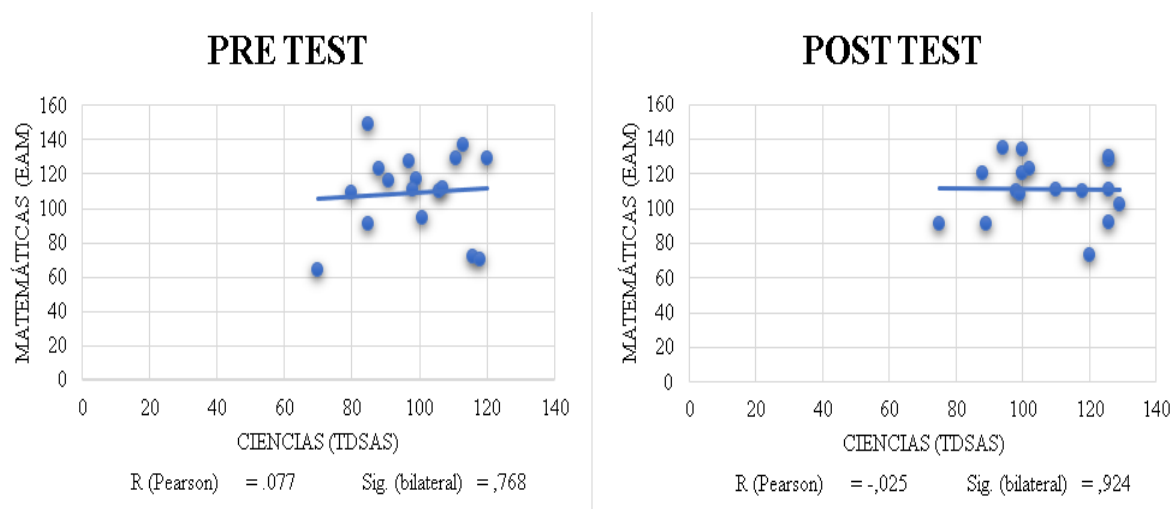 PRE TEST
MATEMÁTICAS (EAM)
160
140
120
100
80
60
40
20
0
0 20 40 60 80 100 120 140
CIENCIAS (TDSAS)
R (Pearson) = .077 Sig. (bilateral) = ,768
POST TEST
MATEMÁTICAS (EAM)
160
140
120
100
80
60
40
20
0
0 20 40 60 80 100 120 140
CIENCIAS (TDSAS)
R (Pearson) = -,025 Sig. (bilateral) = ,924